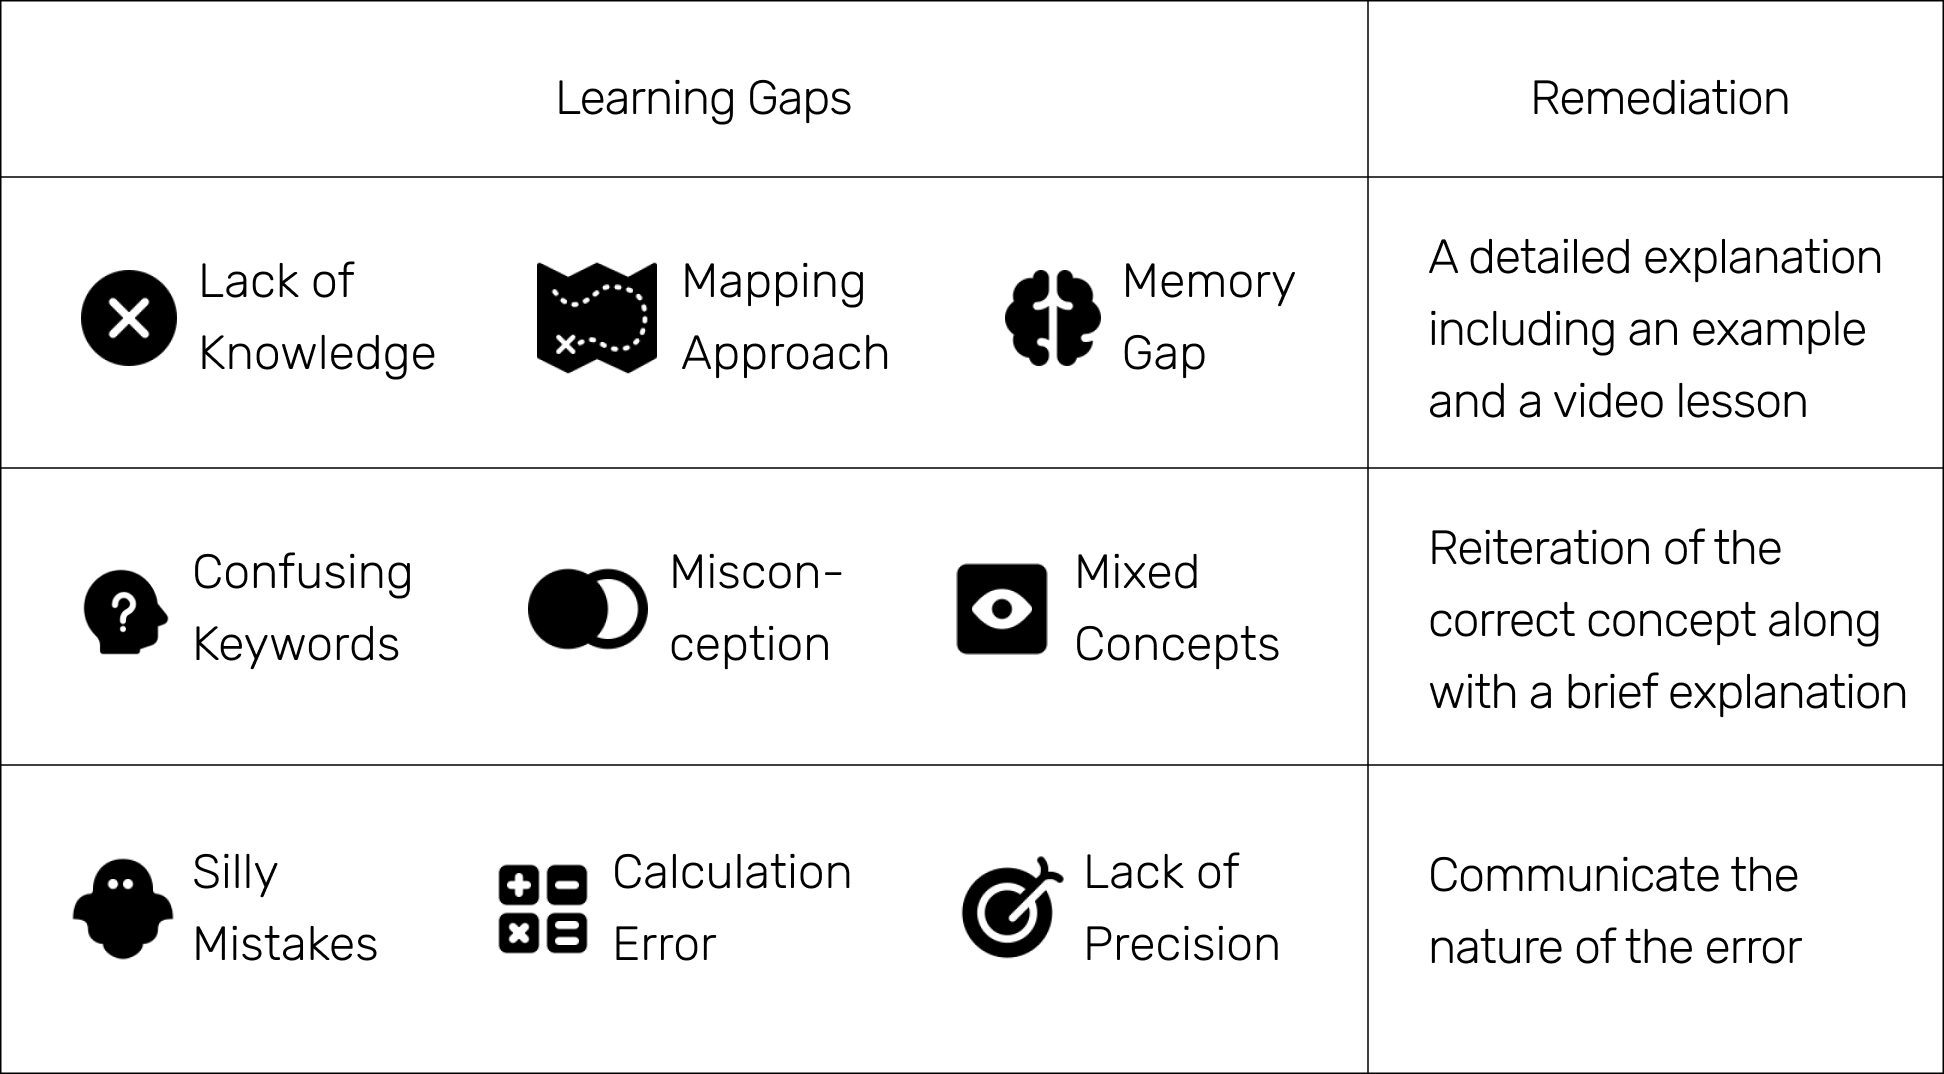 Learning Gaps
Remediation
Lack of
Knowledge
Mapping
Approach
Memory
Gap
A detailed explanation
including an example
and a video lesson
Confusing
Keywords
Miscon-
ception
Mixed
Concepts
Reiteration of the
correct concept along
with a brief explanation
Silly
Mistakes
Calculation
Error
Lack of
Precision
Communicate the
nature of the error